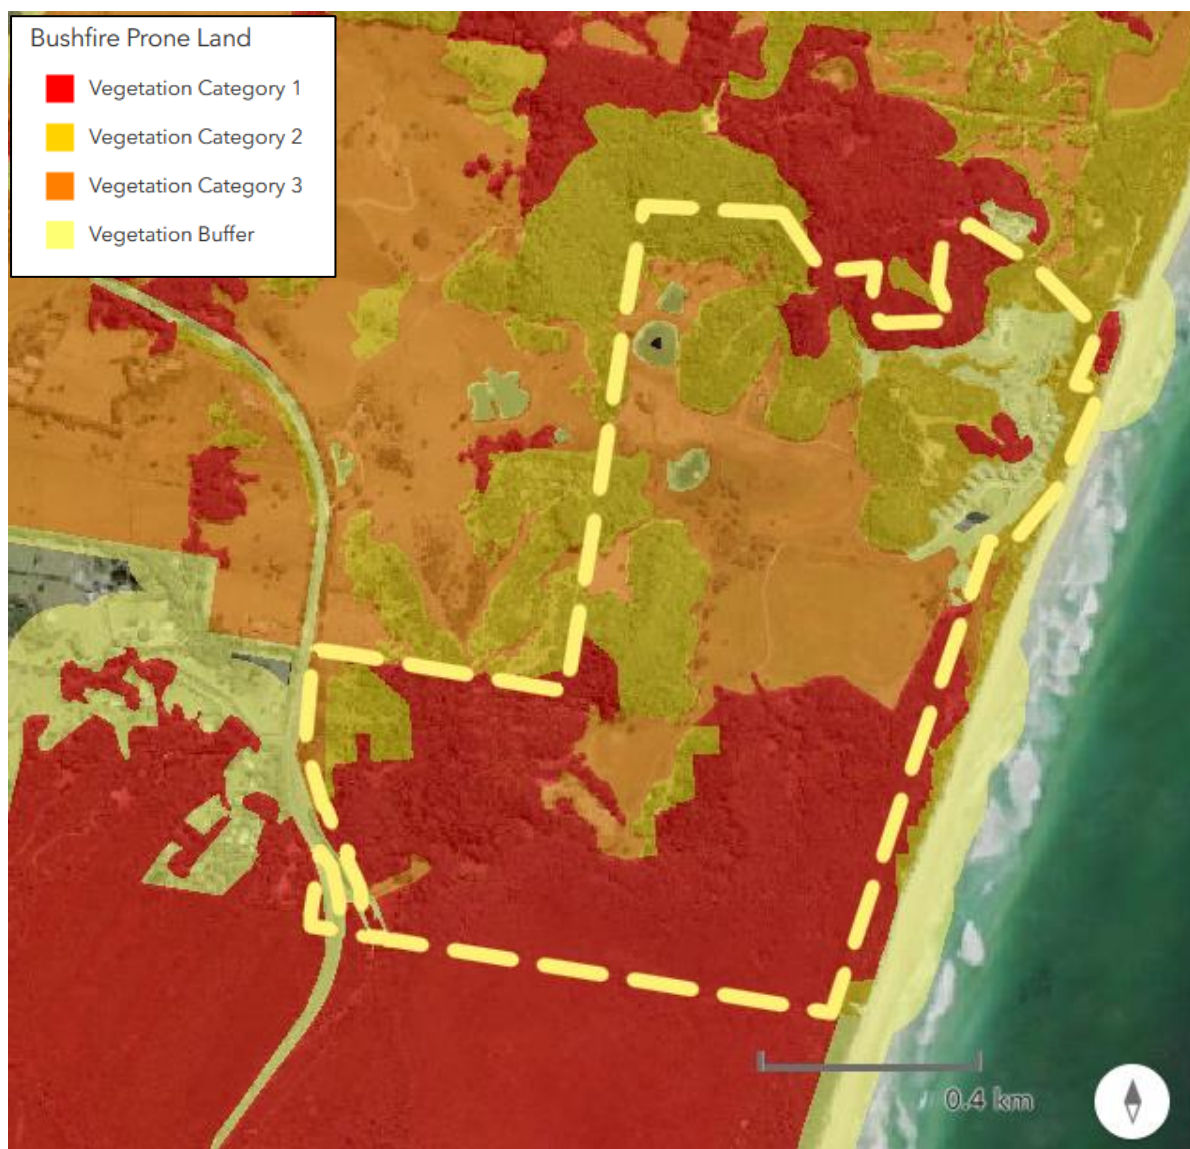 Bushfire Prone Land
Vegetation Category 1
Vegetation Category 2
Vegetation Category 3
Vegetation Buffer
0.4 km